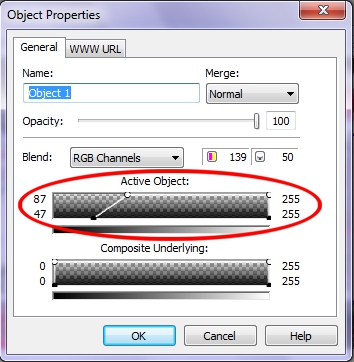 Object Properties
General WWW URL
Name: Merge:
Object 1 Normal
Opacity: 100
Blend: RGB Channels 139 50
Active Object:
87 255
47 255
Composite Underlying:
0 255
0 255
OK Cancel Help